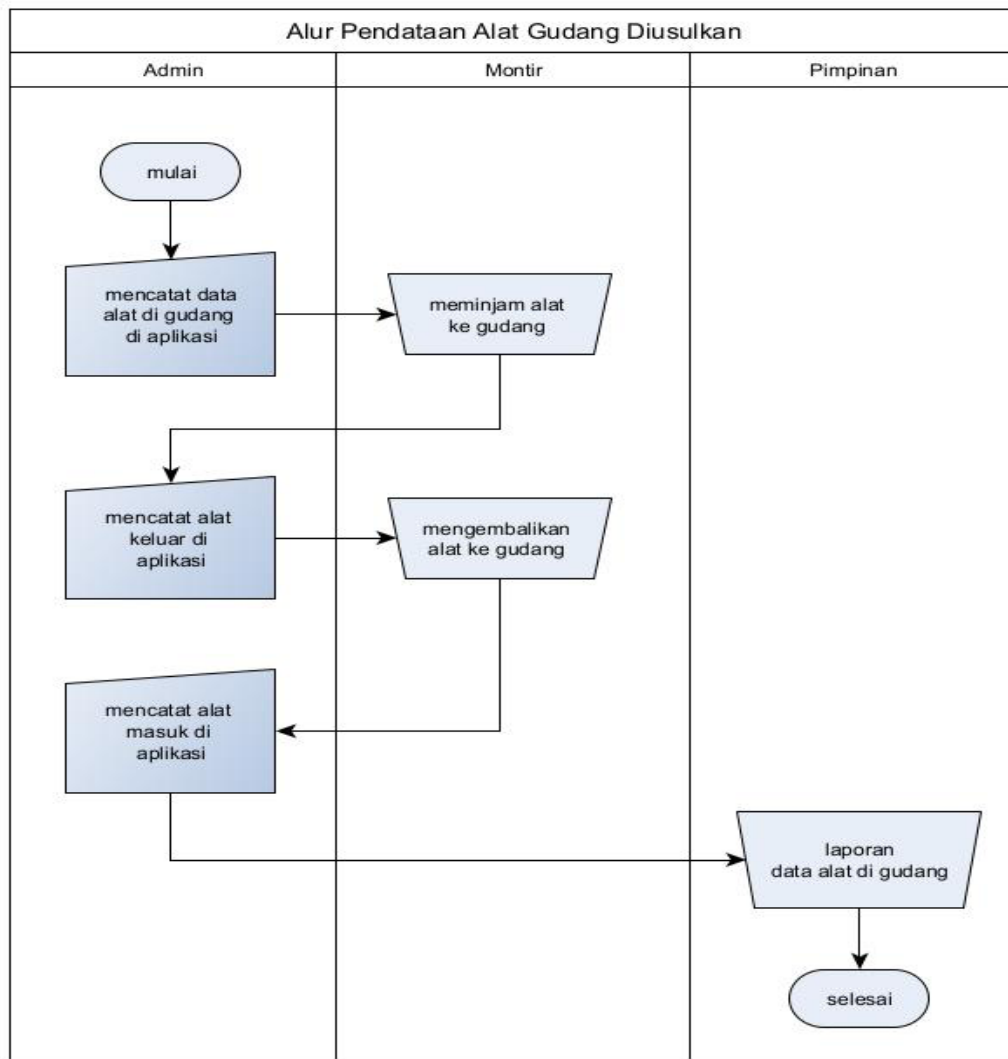 Alur Pendataan Alat Gudang Diusulkan
Admin
Montir
Pimpinan
mulai
mencatat data
alat di gudang
di aplikasi
meminjam alat
ke gudang
mencatat alat
keluar di
aplikasi
mengembalikan
alat ke gudang
mencatat alat
masuk di
aplikasi
laporan
data alat di gudang
selesai